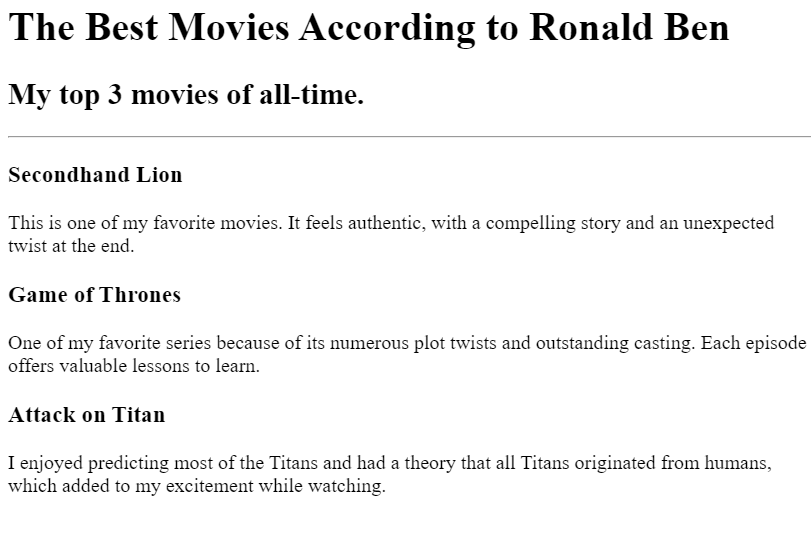 The Best Movies According to Ronald Ben
My top 3 movies of all-time.
Secondhand Lion
This is one of my favorite movies. It feels authentic, with a compelling story and an unexpected
twist at the end.
Game of Thrones
One of my favorite series because of its numerous plot twists and outstanding casting. Each episode
offers valuable lessons to learn.
Attack on Titan
I enjoyed predicting most of the Titans and had a theory that all Titans originated from humans,
which added to my excitement while watching.